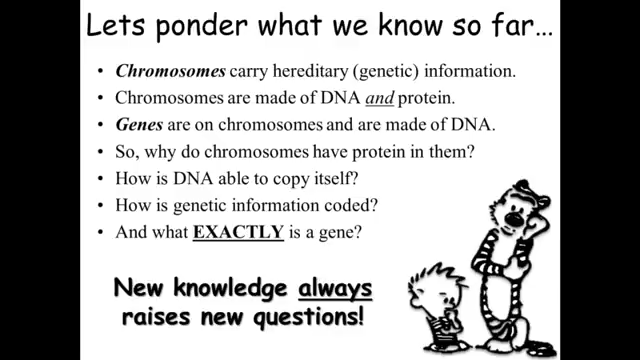 Lets ponder what we know so far…
• Chromosomes carry hereditary (genetic) information.
• Chromosomes are made of DNA and protein.
• Genes are on chromosomes and are made of DNA.
• So, why do chromosomes have protein in them?
• How is DNA able to copy itself?
• How is genetic information coded?
• And what EXACTLY is a gene?
New knowledge always
raises new questions!